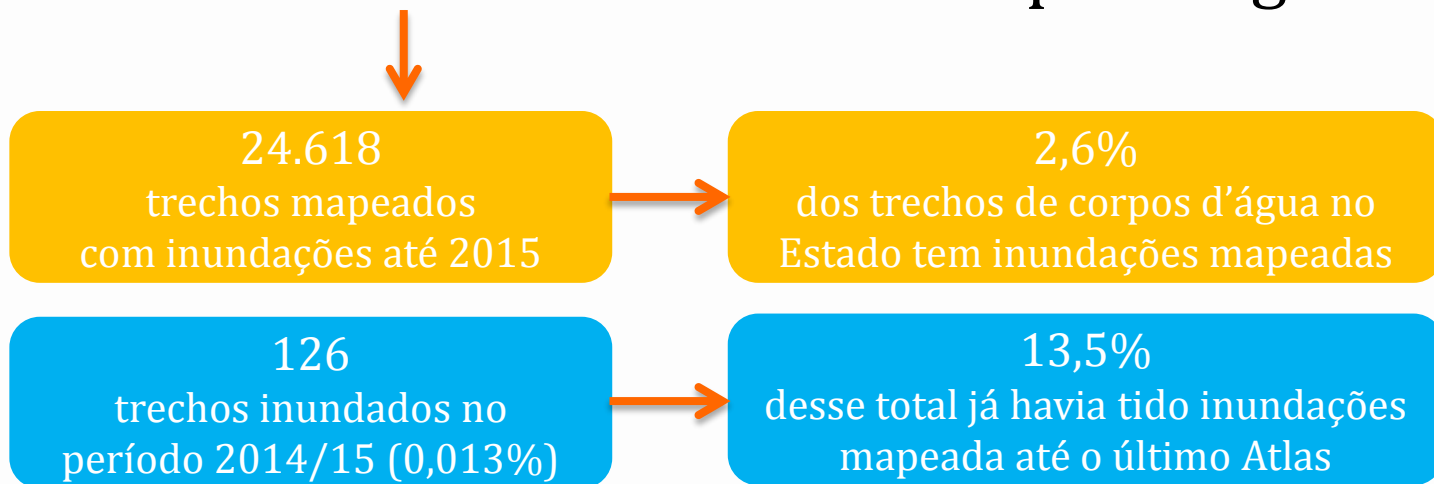 24.618
trechos mapeados
com inundações até 2015
2,6%
dos trechos de corpos d’água no
Estado tem inundações mapeadas
126
trechos inundados no
período 2014/15 (0,013%)
13,5%
desse total já havia tido inundações
mapeada até o último Atlas